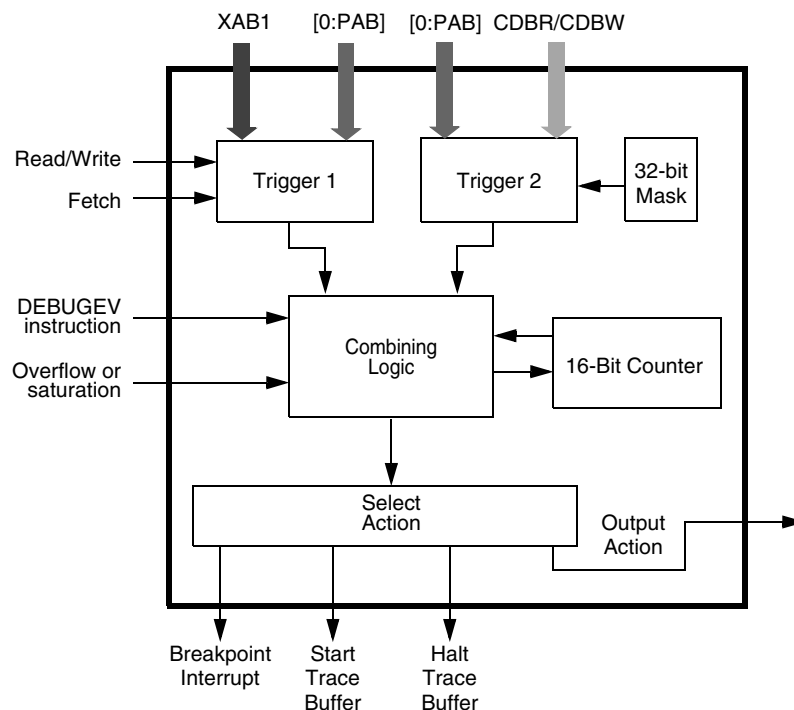 XAB1 [0:PAB] [0:PAB] CDBR/CDBW
Read/Write
Fetch
Trigger 1
Trigger 2
32-bit
Mask
DEBUGEV
instruction
Overflow or
saturation
Combining
Logic
16-Bit Counter
Select
Action
Output
Action
Breakpoint
Interrupt
Start
Trace
Buffer
Halt
Trace
Buffer